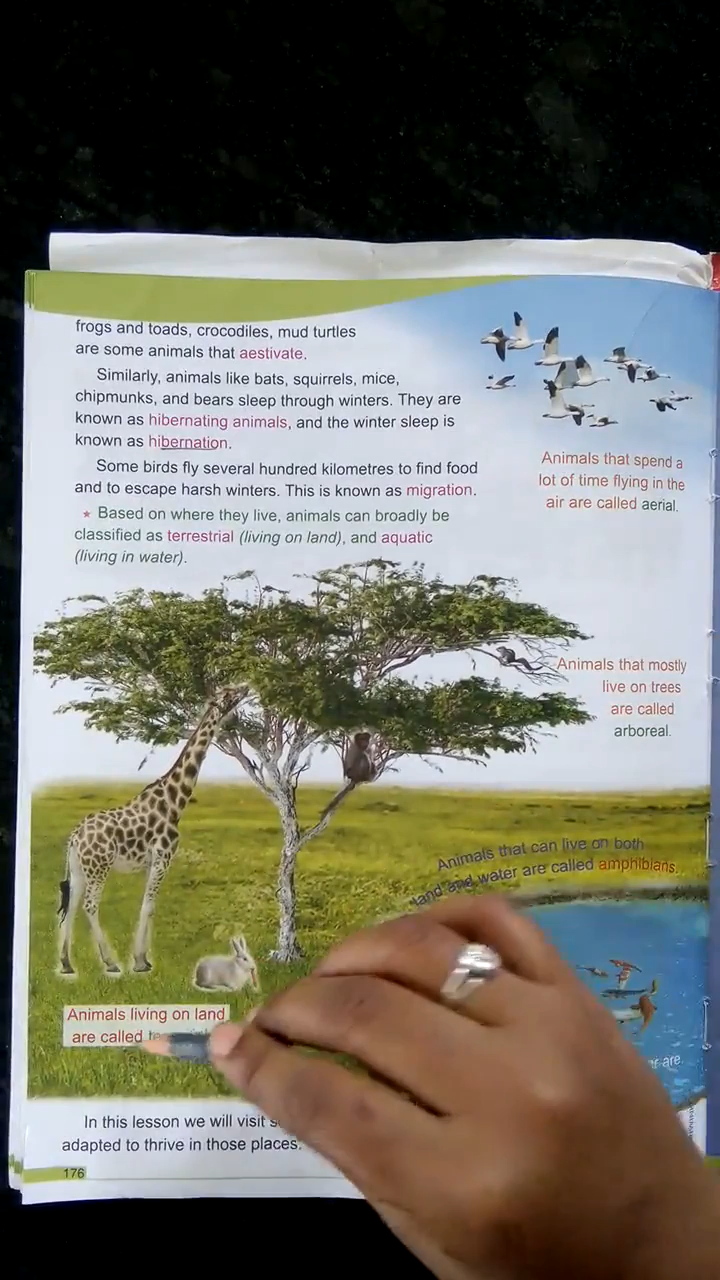 frogs and toads, crocodiles, mud turtles
are some animals that aestivate.
Similarly, animals like bats, squirrels, mice,
chipmunks, and bears sleep through winters. They are
known as hibernating animals, and the winter sleep is
known as hibernation.
Some birds fly several hundred kilometres to find food
and to escape harsh winters. This is known as migration.
* Based on where they live, animals can broadly be
classified as terrestrial (living on land), and aquatic
(living in water).
Animals that spend a
lot of time flying in the
air are called aerial.
Animals that mostly
live on trees
are called
arboreal.
Animals that can live on both
land and water are called amphibians.
Animals living on land
are called
are
In this lesson we will visit
adapted to thrive in those places.
176